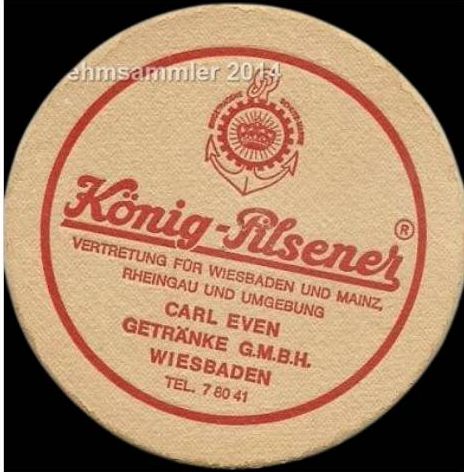 ehmsammler 2014
König-Pilsener ®
VERTRETUNG FÜR WIESBADEN UND MAINZ,
RHEINGAU UND UMGEBUNG
CARL EVEN
GETRÄNKE G.M.B.H.
WIESBADEN
TEL. 7 80 41